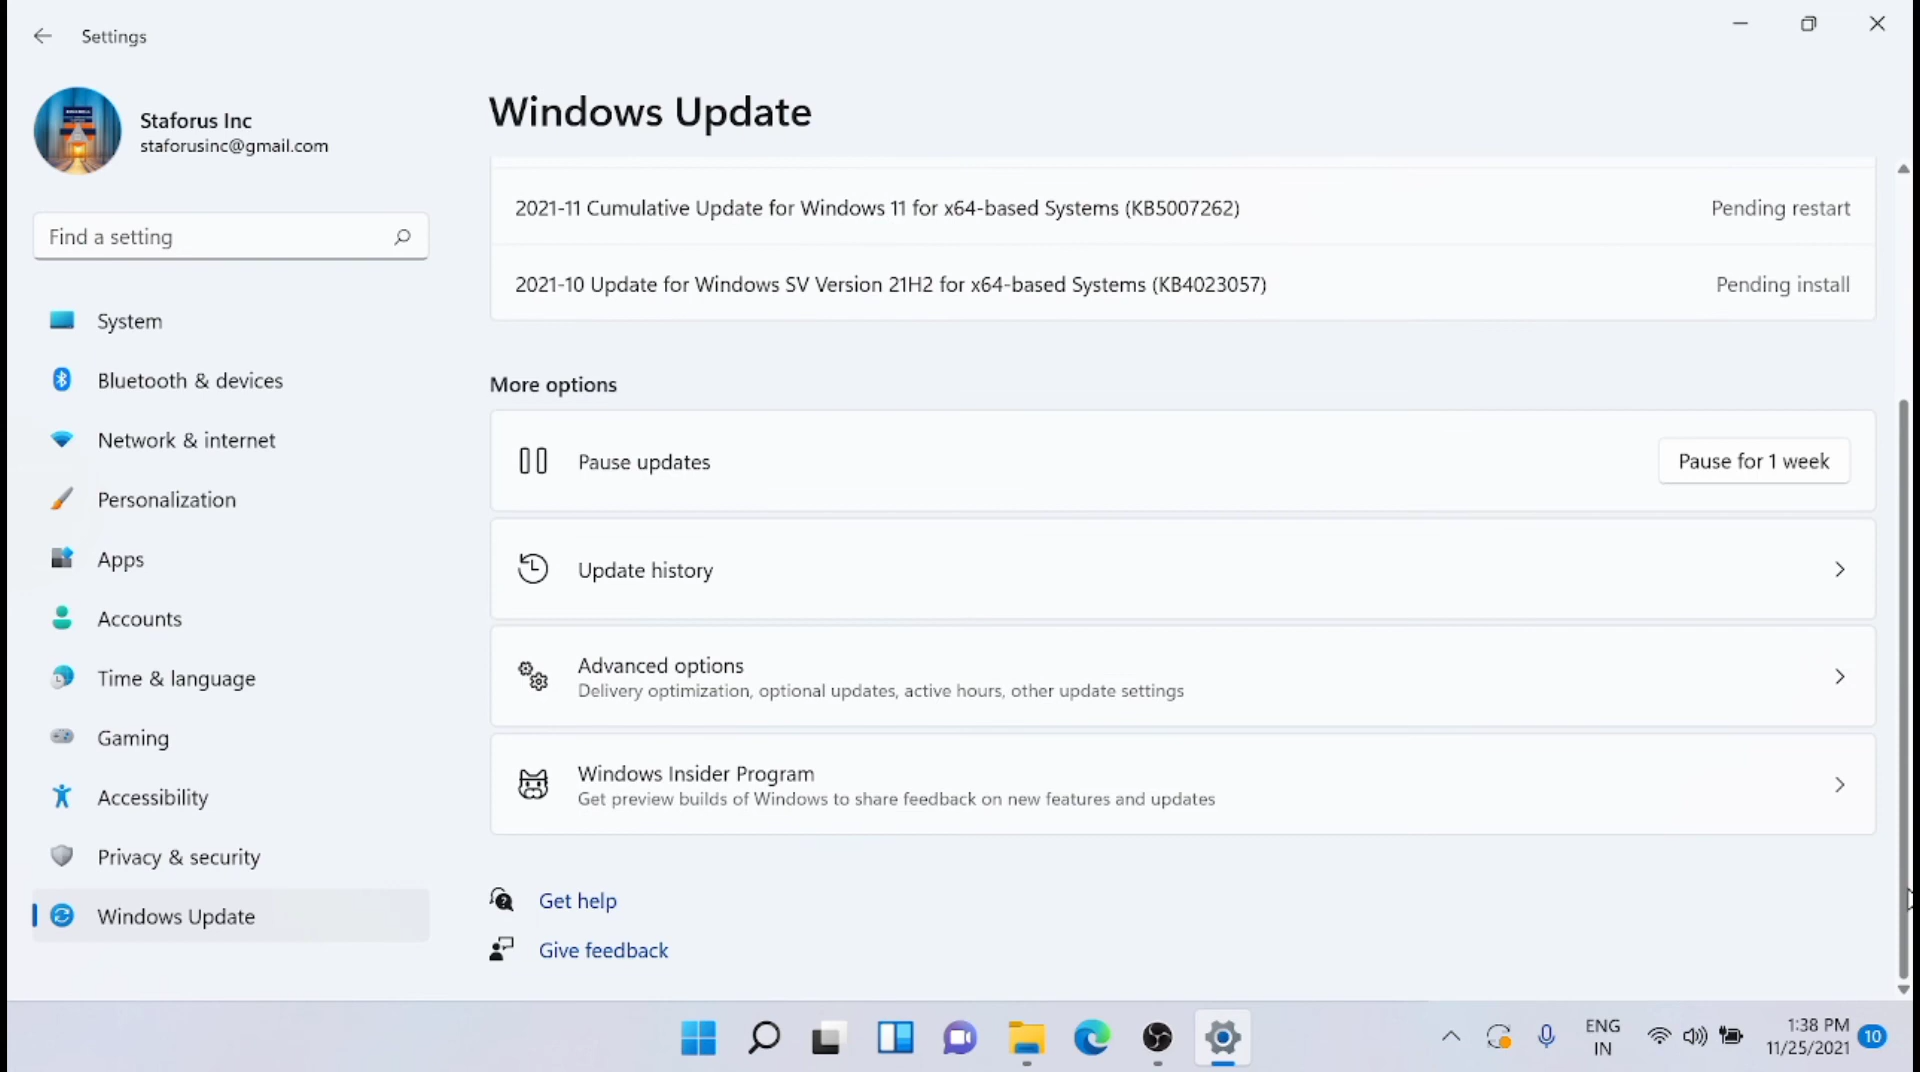 Settings
Staforus Inc
staforusinc@gmail.com
Find a setting
System
Bluetooth & devices
Network & internet
Personalization
Apps
Accounts
Time & language
Gaming
Accessibility
Privacy & security
Windows Update
Windows Update
2021-11 Cumulative Update for Windows 11 for x64-based Systems (KB5007262) Pending restart
2021-10 Update for Windows SV Version 21H2 for x64-based Systems (KB4023057) Pending install
More options
Pause updates Pause for 1 week
Update history
Advanced options
Delivery optimization, optional updates, active hours, other update settings
Windows Insider Program
Get preview builds of Windows to share feedback on new features and updates
Get help
Give feedback
ENG
IN
1:38 PM
11/25/2021
10